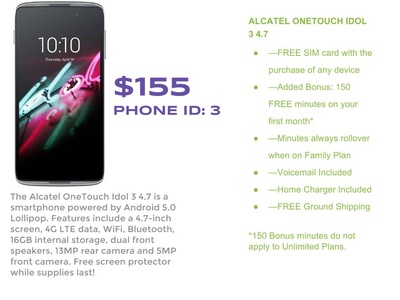 10:10
$155
PHONE ID: 3
The Alcatel OneTouch Idol 3 4.7 is a
smartphone powered by Android 5.0
Lollipop. Features include a 4.7-inch
screen, 4G LTE data, WiFi, Bluetooth,
16GB internal storage, dual front
speakers, 13MP rear camera and 5MP
front camera. Free screen protector
while supplies last!
ALCATEL ONETOUCH IDOL
3 4.7
● —FREE SIM card with the
purchase of any device
● —Added Bonus: 150
FREE minutes on your
first month*
● —Minutes always rollover
when on Family Plan
● —Voicemail Included
● —Home Charger Included
● —FREE Ground Shipping
*150 Bonus minutes do not
apply to Unlimited Plans.